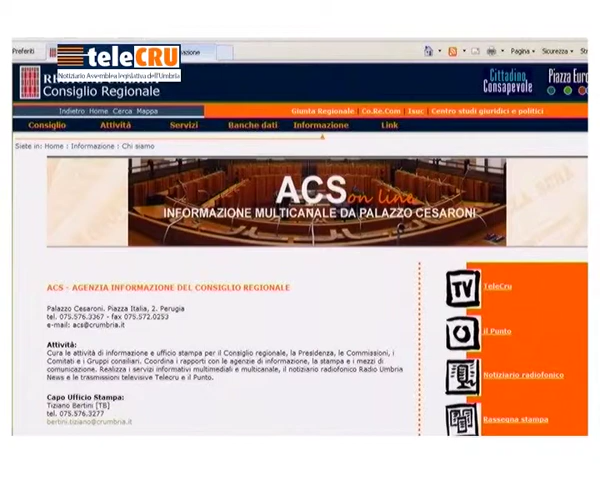 Preferiti
Pagina
Sicurezza
teleCRU
Notiziario Assemblea legislativa dell'Umbria
Consiglio Regionale
Cittadino
Consapevole
Piazza Euro
Indietro Home Cerca Mappa
Giunta Regionale | Co.Re.Com | Isuc | Centro studi giuridici e politici
Consiglio Attività Servizi Banche dati Informazione Link
Siete in: Home : Informazione : Chi siamo
ACS on line
INFORMAZIONE MULTICANALE DA PALAZZO CESARONI
ACS - AGENZIA INFORMAZIONE DEL CONSIGLIO REGIONALE
Palazzo Cesaroni. Piazza Italia, 2. Perugia
tel. 075.576.3367 - fax 075.572.0253
e-mail: acs@crumbria.it
Attività:
Cura le attività di informazione e ufficio stampa per il Consiglio regionale, la Presidenza, le Commissioni, i
Comitati e i Gruppi consiliari. Coordina i rapporti con le agenzie di informazione, la stampa e i mezzi di
comunicazione. Realizza i servizi informativi multimediali e multicanale, il notiziario radiofonico Radio Umbria
News e le trasmissioni televisive Telecru e il Punto.
Capo Ufficio Stampa:
Tiziano Bertini [TB]
tel. 075.576.3277
bertini.tiziano@crumbria.it
TV
TeleCru
il Punto
Notiziario radiofonico
Rassegna stampa